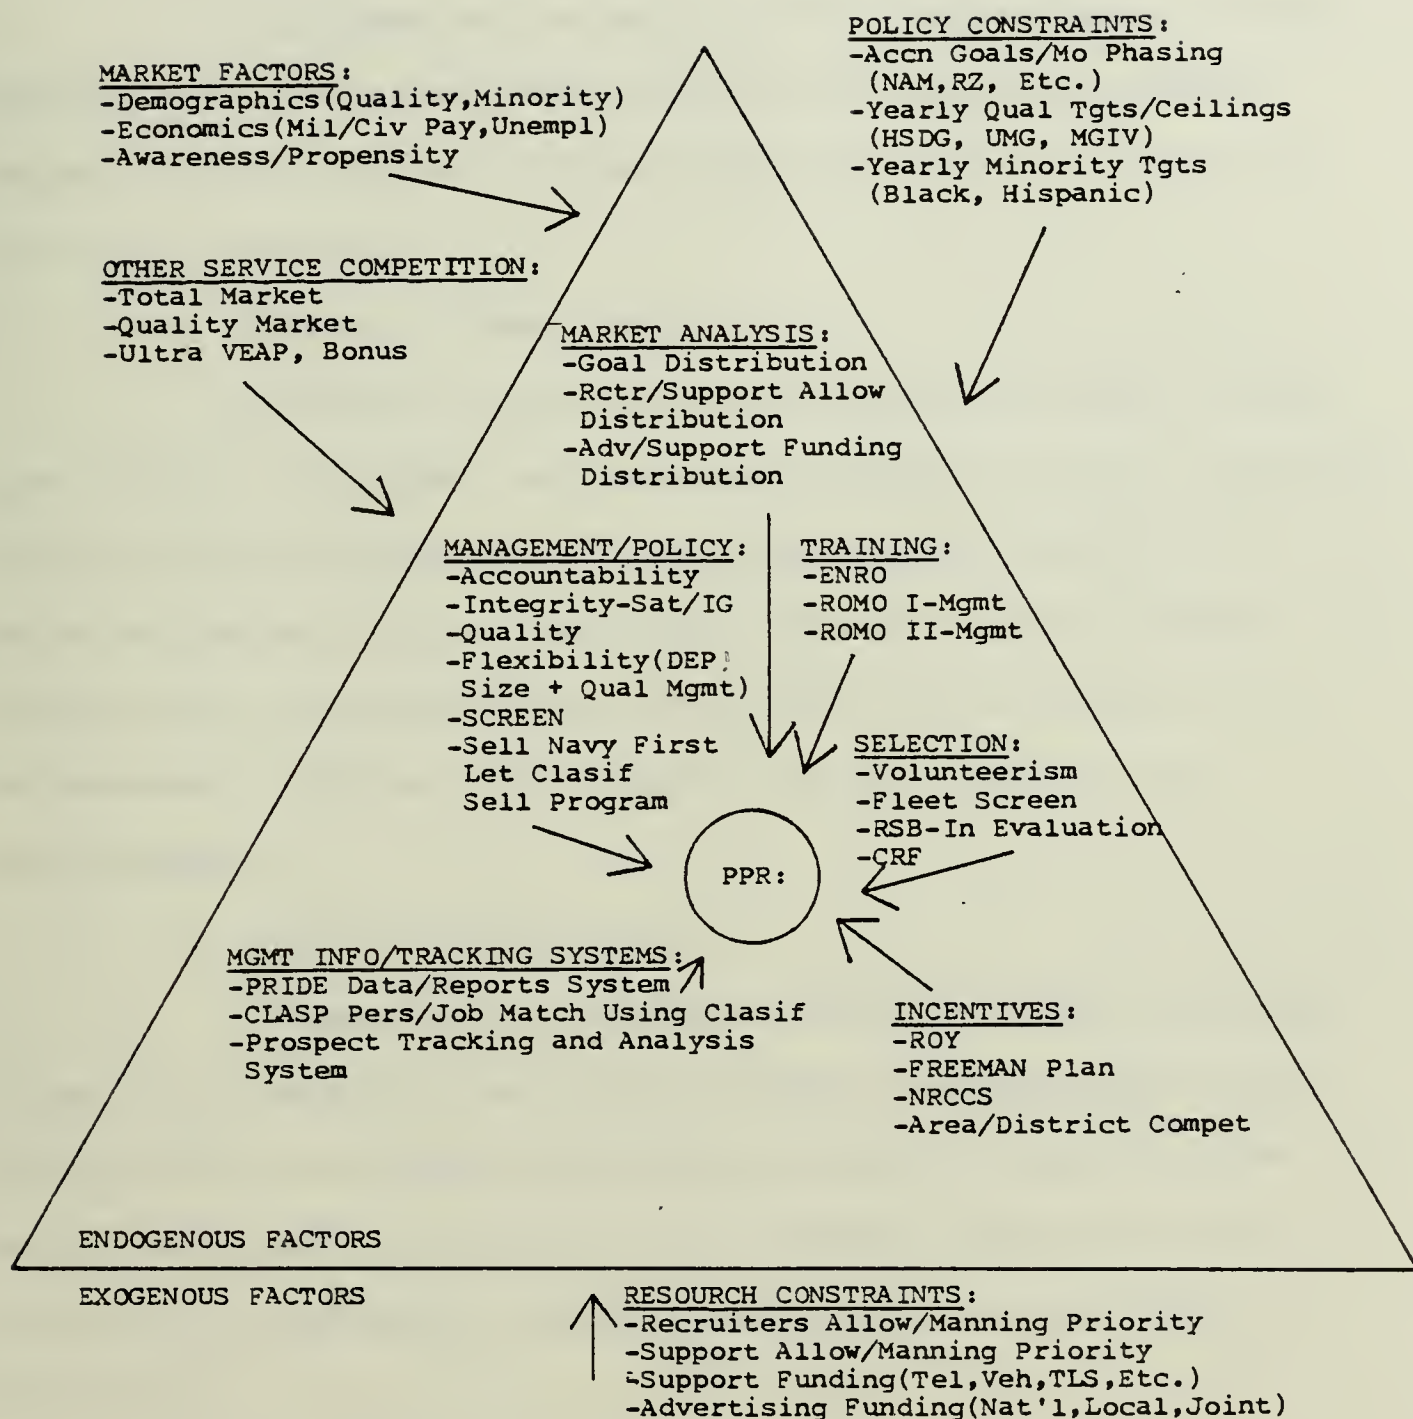 MARKET FACTORS:
-Demographics(Quality,Minority)
-Economics(Mil/Civ Pay,Unempl)
-Awareness/Propensity
POLICY CONSTRAINTS:
-Accn Goals/Mo Phasing
(NAM,RZ, Etc.)
-Yearly Qual Tgts/Ceilings
(HSDG, UMG, MGIV)
-Yearly Minority Tgts
(Black, Hispanic)
OTHER SERVICE COMPETITION:
-Total Market
-Quality Market
-Ultra VEAP, Bonus
MARKET ANALYSIS:
-Goal Distribution
-Rctr/Support Allow
Distribution
-Adv/Support Funding
Distribution
MANAGEMENT/POLICY:
-Accountability
-Integrity-Sat/IG
-Quality
-Flexibility(DEP
Size + Qual Mgmt)
-SCREEN
-Sell Navy First
Let Clasif
Sell Program
TRAINING:
-ENRO
-ROMO I-Mgmt
-ROMO II-Mgmt
SELECTION:
-Volunteerism
-Fleet Screen
-RSB-In Evaluation
-CRF
PPR:
MGMT INFO/TRACKING SYSTEMS:
-PRIDE Data/Reports System
-CLASP Pers/Job Match Using Clasif
-Prospect Tracking and Analysis
System
INCENTIVES:
-ROY
-FREEMAN Plan
-NRCCS
-Area/District Compet
ENDOGENOUS FACTORS
EXOGENOUS FACTORS
RESOURCH CONSTRAINTS:
-Recruiters Allow/Manning Priority
-Support Allow/Manning Priority
-Support Funding(Tel,Veh,TLS,Etc.)
-Advertising Funding(Nat'l,Local,Joint)